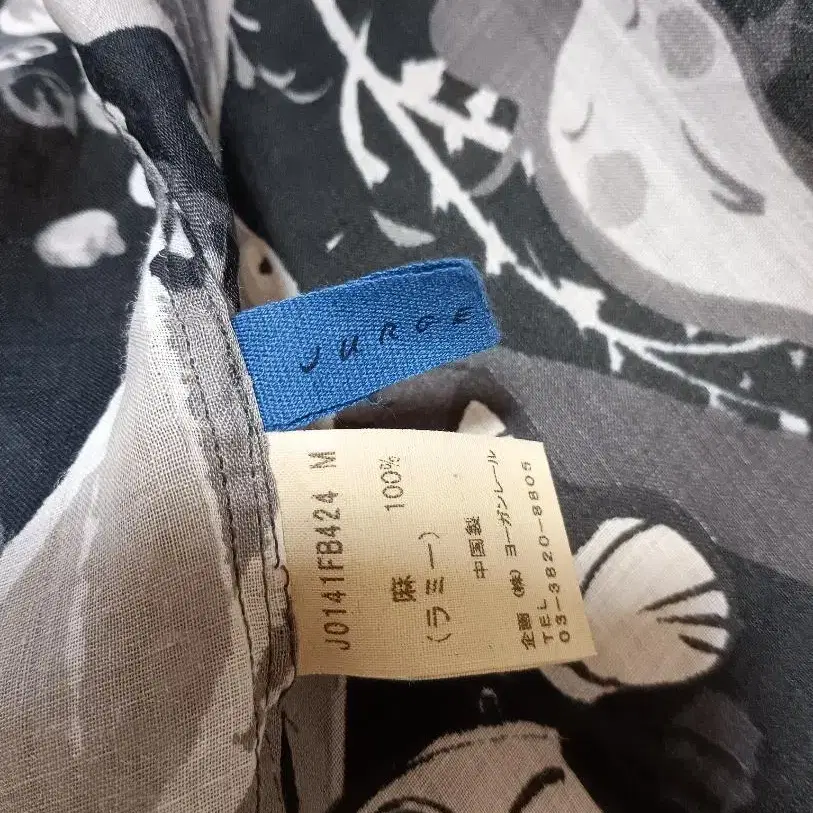 JURGE
J0141FB424 M
麻 100%
(ラミー)
中国製
企画 (株) ヨーガンレール
TEL
03-3820-8805